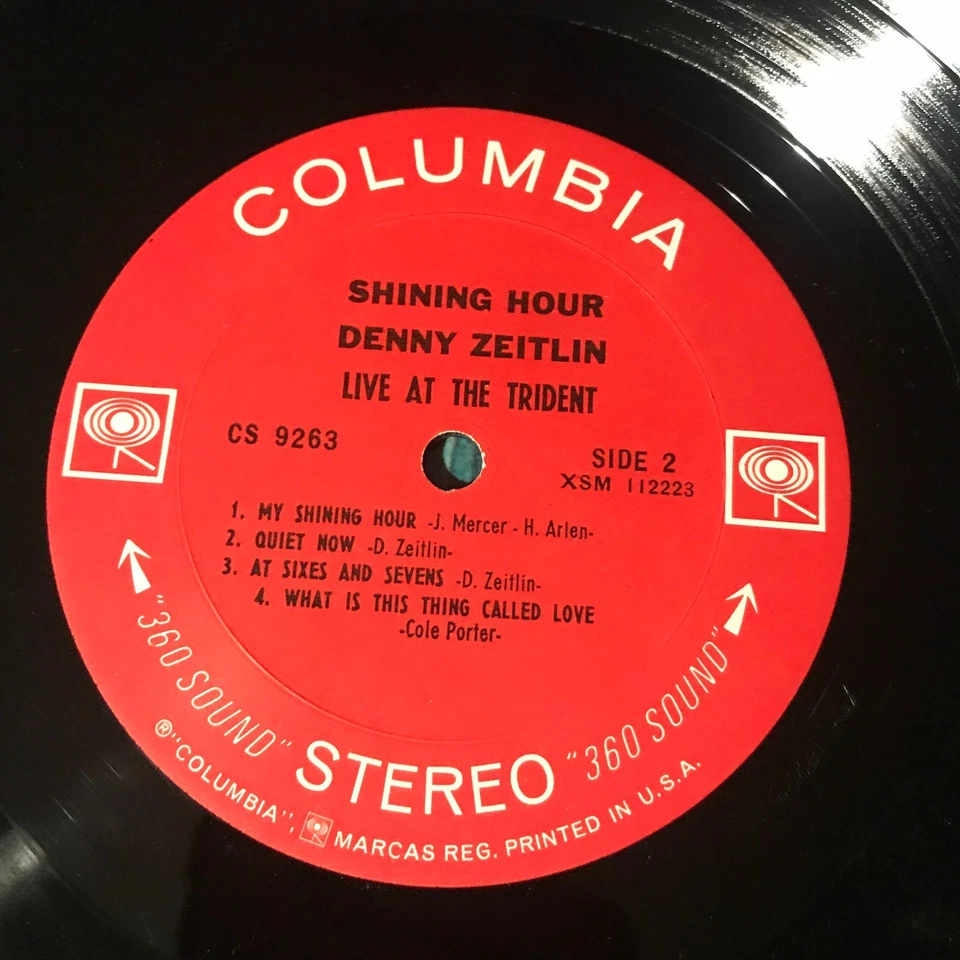 COLUMBIA
SHINING HOUR
DENNY ZEITLIN
LIVE AT THE TRIDENT
CS 9263
SIDE 2
XSM 112223
1. MY SHINING HOUR -J. Mercer - H. Arlen-
2. QUIET NOW -D. Zeitlin-
3. AT SIXES AND SEVENS -D. Zeitlin-
4. WHAT IS THIS THING CALLED LOVE
-Cole Porter-
"360 SOUND" STEREO "360 SOUND"
®"COLUMBIA", MARCAS REG. PRINTED IN U.S.A.